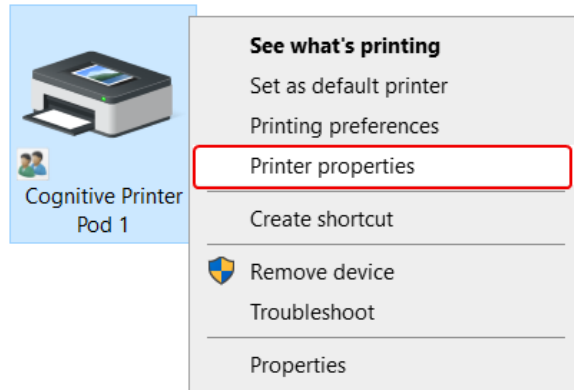 See what's printing
Set as default printer
Printing preferences
Printer properties
Cognitive Printer
Pod 1
Create shortcut
Remove device
Troubleshoot
Properties